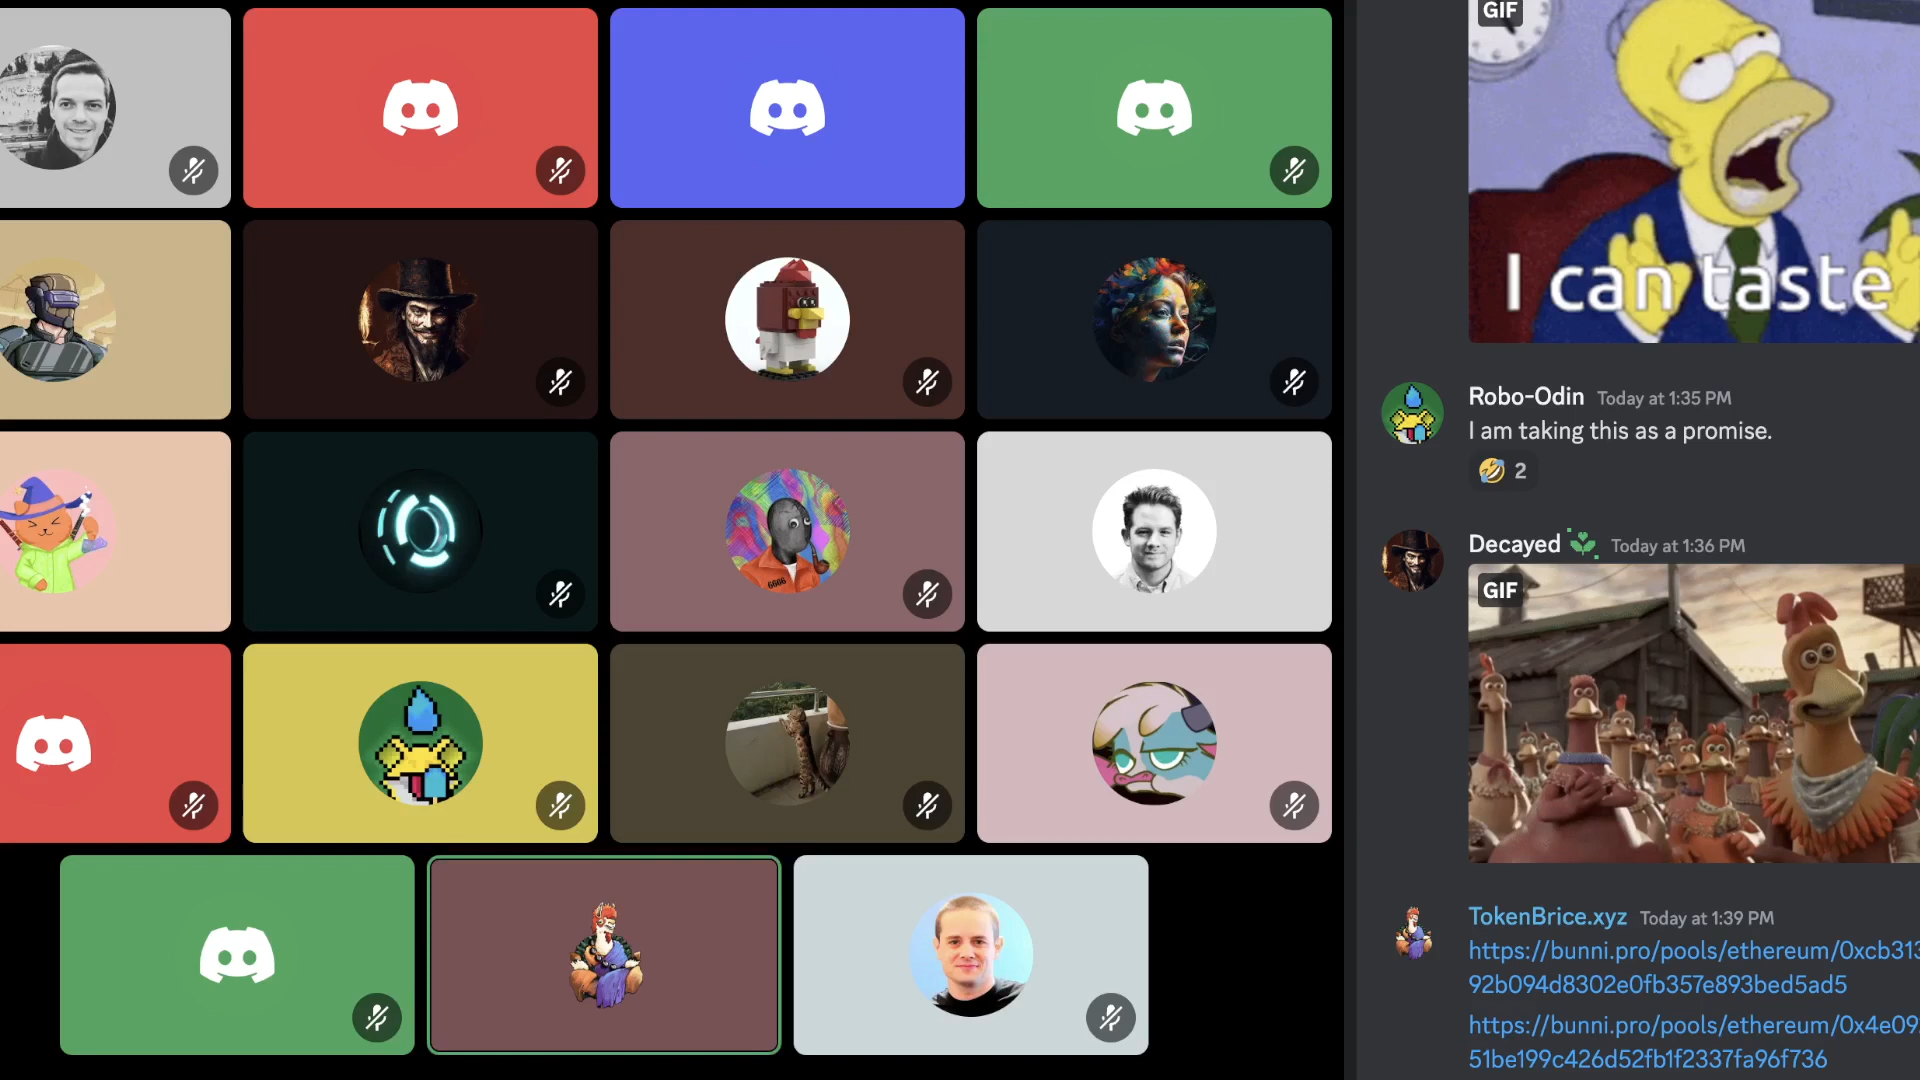 GIF
I can taste
Robo-Odin Today at 1:35 PM
I am taking this as a promise.
2
Decayed Today at 1:36 PM
GIF
6606
TokenBrice.xyz Today at 1:39 PM
https://bunni.pro/pools/ethereum/0xcb313
92b094d8302e0fb357e893bed5ad5
https://bunni.pro/pools/ethereum/0x4e09
51be199c426d52fb1f2337fa96f736